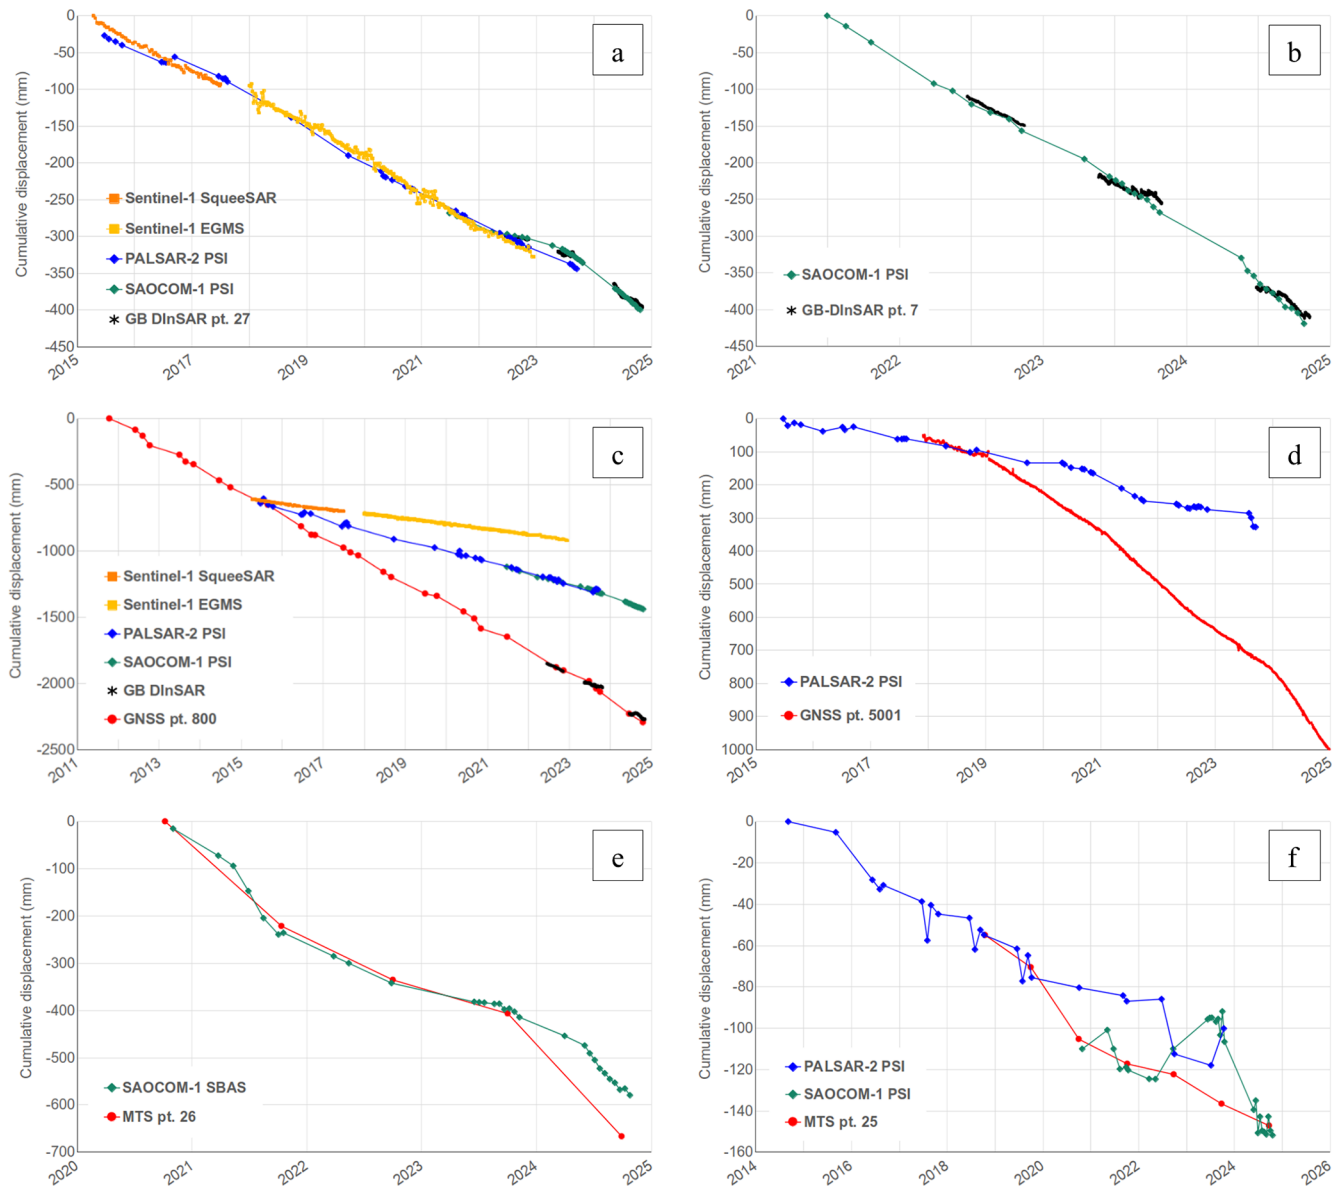 a
Cumulative displacement (mm)
0
-50
-100
-150
-200
-250
-300
-350
-400
-450
2015
2017
2019
2021
2023
2025
Sentinel-1 SqueeSAR
Sentinel-1 EGMS
PALSAR-2 PSI
SAOCOM-1 PSI
GB DInSAR pt. 27
b
Cumulative displacement (mm)
0
-50
-100
-150
-200
-250
-300
-350
-400
-450
2021
2022
2023
2024
2025
SAOCOM-1 PSI
GB-DInSAR pt. 7
c
Cumulative displacement (mm)
0
-500
-1000
-1500
-2000
-2500
2011
2013
2015
2017
2019
2021
2023
2025
Sentinel-1 SqueeSAR
Sentinel-1 EGMS
PALSAR-2 PSI
SAOCOM-1 PSI
GB DInSAR
GNSS pt. 800
d
Cumulative displacement (mm)
0
100
200
300
400
500
600
700
800
900
1000
2015
2017
2019
2021
2023
2025
PALSAR-2 PSI
GNSS pt. 5001
e
Cumulative displacement (mm)
0
-100
-200
-300
-400
-500
-600
-700
2020
2021
2022
2023
2024
2025
SAOCOM-1 SBAS
MTS pt. 26
f
Cumulative displacement (mm)
0
-20
-40
-60
-80
-100
-120
-140
-160
2014
2016
2018
2020
2022
2024
2026
PALSAR-2 PSI
SAOCOM-1 PSI
MTS pt. 25